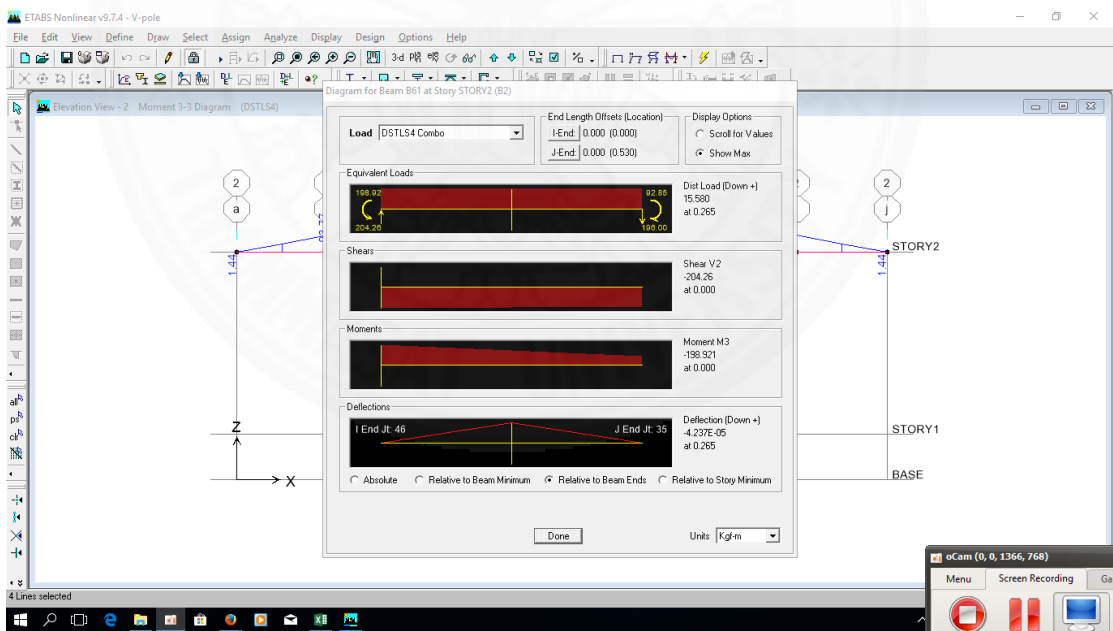 ETABS Nonlinear v9.7.4 - V-pole
File Edit View Define Draw Select Assign Analyze Display Design Options Help
3-d
Elevation View - 2 Moment 3-3 Diagram (DSTLS4)
Diagram for Beam B61 at Story STORY2 (B2)
Load DSTLS4 Combo
End Length Offsets (Location)
I-End: 0.000 (0.000)
J-End: 0.000 (0.530)
Display Options
Scroll for Values
Show Max
Equivalent Loads
198.92 92.85
204.26 196.00
Dist Load (Down +)
15.580
at 0.265
Shears
Shear V2
-204.26
at 0.000
Moments
Moment M3
-198.921
at 0.000
Deflections
I End Jt: 46 J End Jt: 35
Deflection (Down +)
-4.237E-05
at 0.265
Absolute Relative to Beam Minimum Relative to Beam Ends Relative to Story Minimum
Done
Units Kgf-m
2
a
2
j
1.44
1.44
STORY2
STORY1
BASE
Z
X
all
ps
clr
4 Lines selected
oCam (0, 0, 1366, 768)
Menu Screen Recording Ga